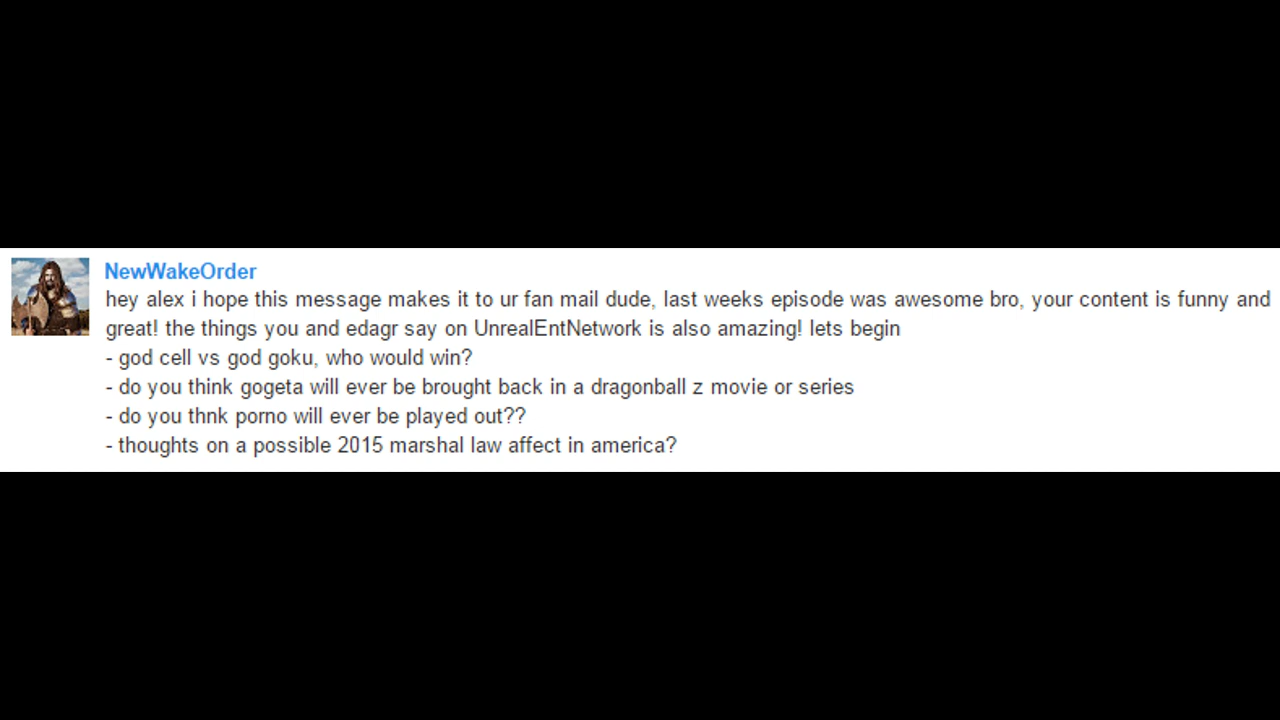 NewWakeOrder
hey alex i hope this message makes it to ur fan mail dude, last weeks episode was awesome bro, your content is funny and
great! the things you and edagr say on UnrealEntNetwork is also amazing! lets begin
- god cell vs god goku, who would win?
- do you think gogeta will ever be brought back in a dragonball z movie or series
- do you thnk porno will ever be played out??
- thoughts on a possible 2015 marshal law affect in america?